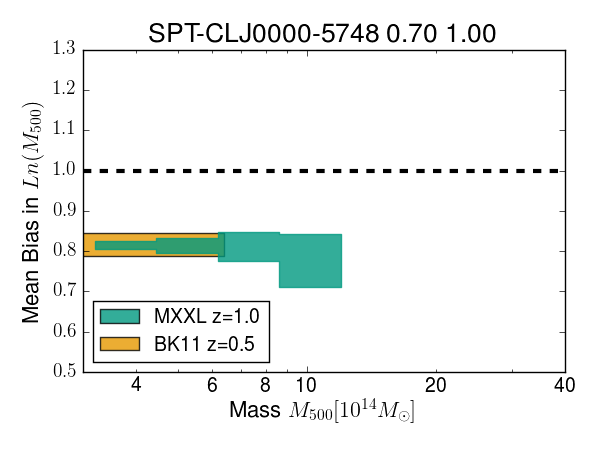 SPT-CLJ0000-5748 0.70 1.00
1.3
1.2
1.1
1.0
0.9
0.8
0.7
0.6
0.5
Mean Bias in Ln(M500)
MXXL z=1.0
BK11 z=0.5
4 6 8 10 20 40
Mass M500[10^14 M⊙]